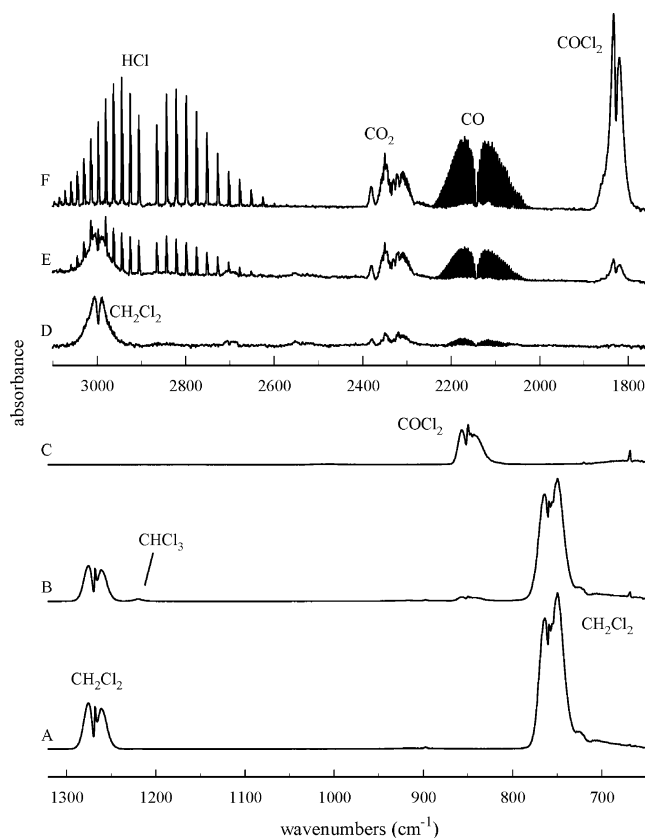 COCl2
HCl
CO2
CO
F
E
CH2Cl2
D
3000 2800 2600 2400 2200 2000 1800
absorbance
COCl2
C
CHCl3
B
CH2Cl2
CH2Cl2
A
1300 1200 1100 1000 900 800 700
wavenumbers (cm-1)